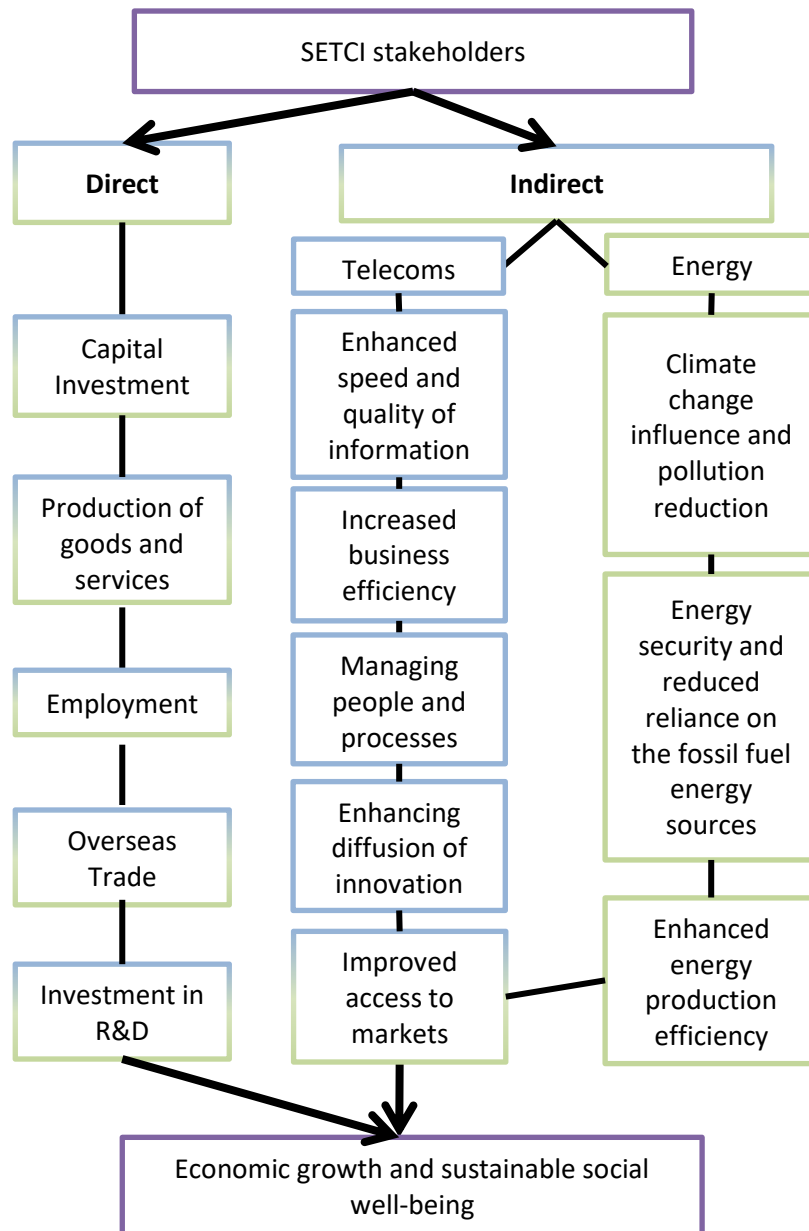 SETCI stakeholders
Direct
Indirect
Telecoms
Energy
Capital
Investment
Enhanced
speed and
quality of
information
Climate
change
influence and
pollution
reduction
Production of
goods and
services
Increased
business
efficiency
Energy
security and
reduced
reliance on
the fossil fuel
energy
sources
Employment
Managing
people and
processes
Overseas
Trade
Enhancing
diffusion of
innovation
Investment in
R&D
Improved
access to
markets
Enhanced
energy
production
efficiency
Economic growth and sustainable social
well-being